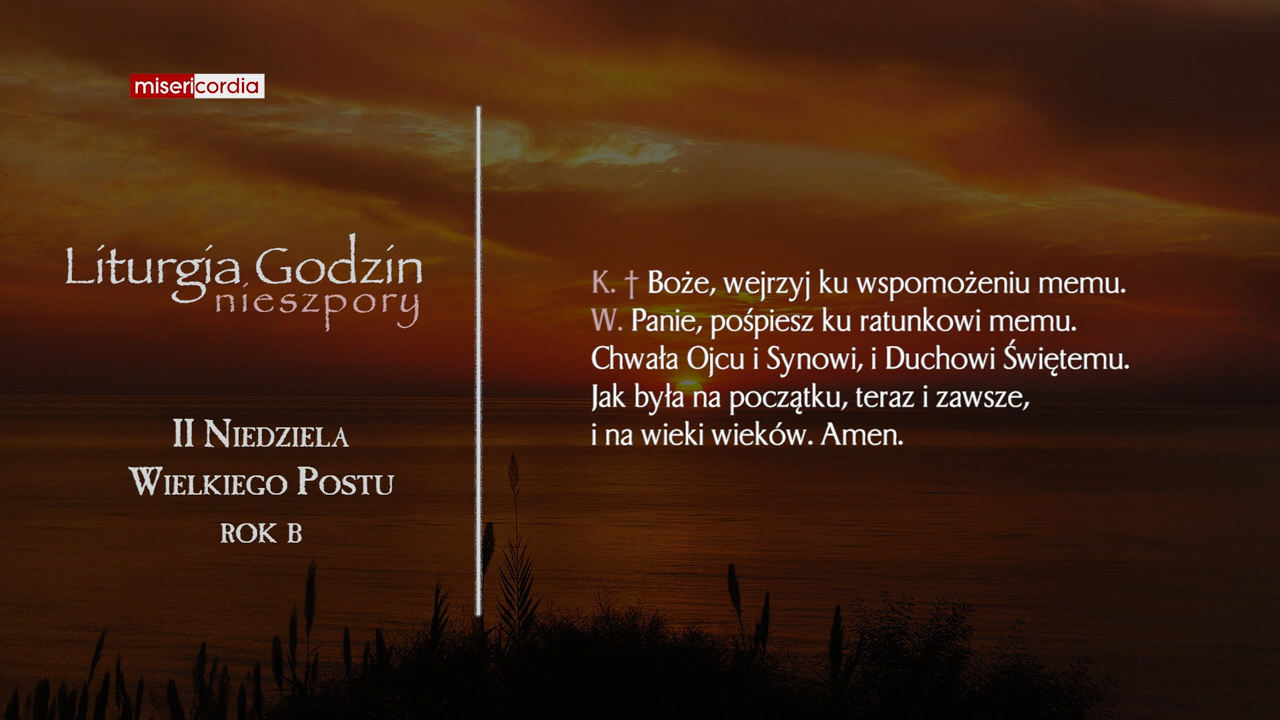 misericordia
Liturgia Godzin
nieszpory
II Niedziela
Wielkiego Postu
rok B
K. † Boże, wejrzyj ku wspomożeniu memu.
W. Panie, pośpiesz ku ratunkowi memu.
Chwała Ojcu i Synowi, i Duchowi Świętemu.
Jak była na początku, teraz i zawsze,
i na wieki wieków. Amen.